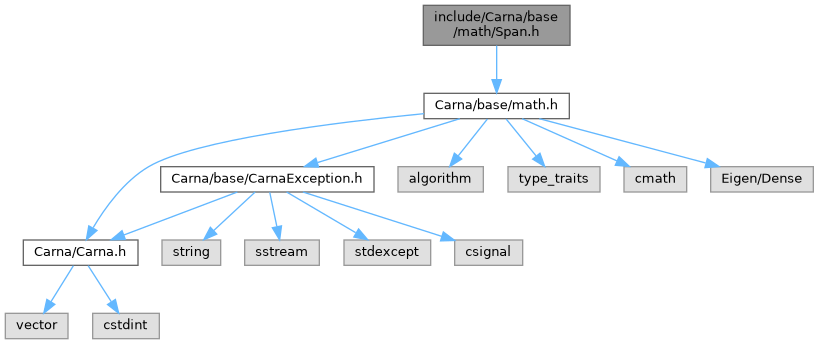 include/Carna/base
/math/Span.h
Carna/base/math.h
Carna/base/CarnaException.h
algorithm
type_traits
cmath
Eigen/Dense
Carna/Carna.h
string
sstream
stdexcept
csignal
vector
cstdint